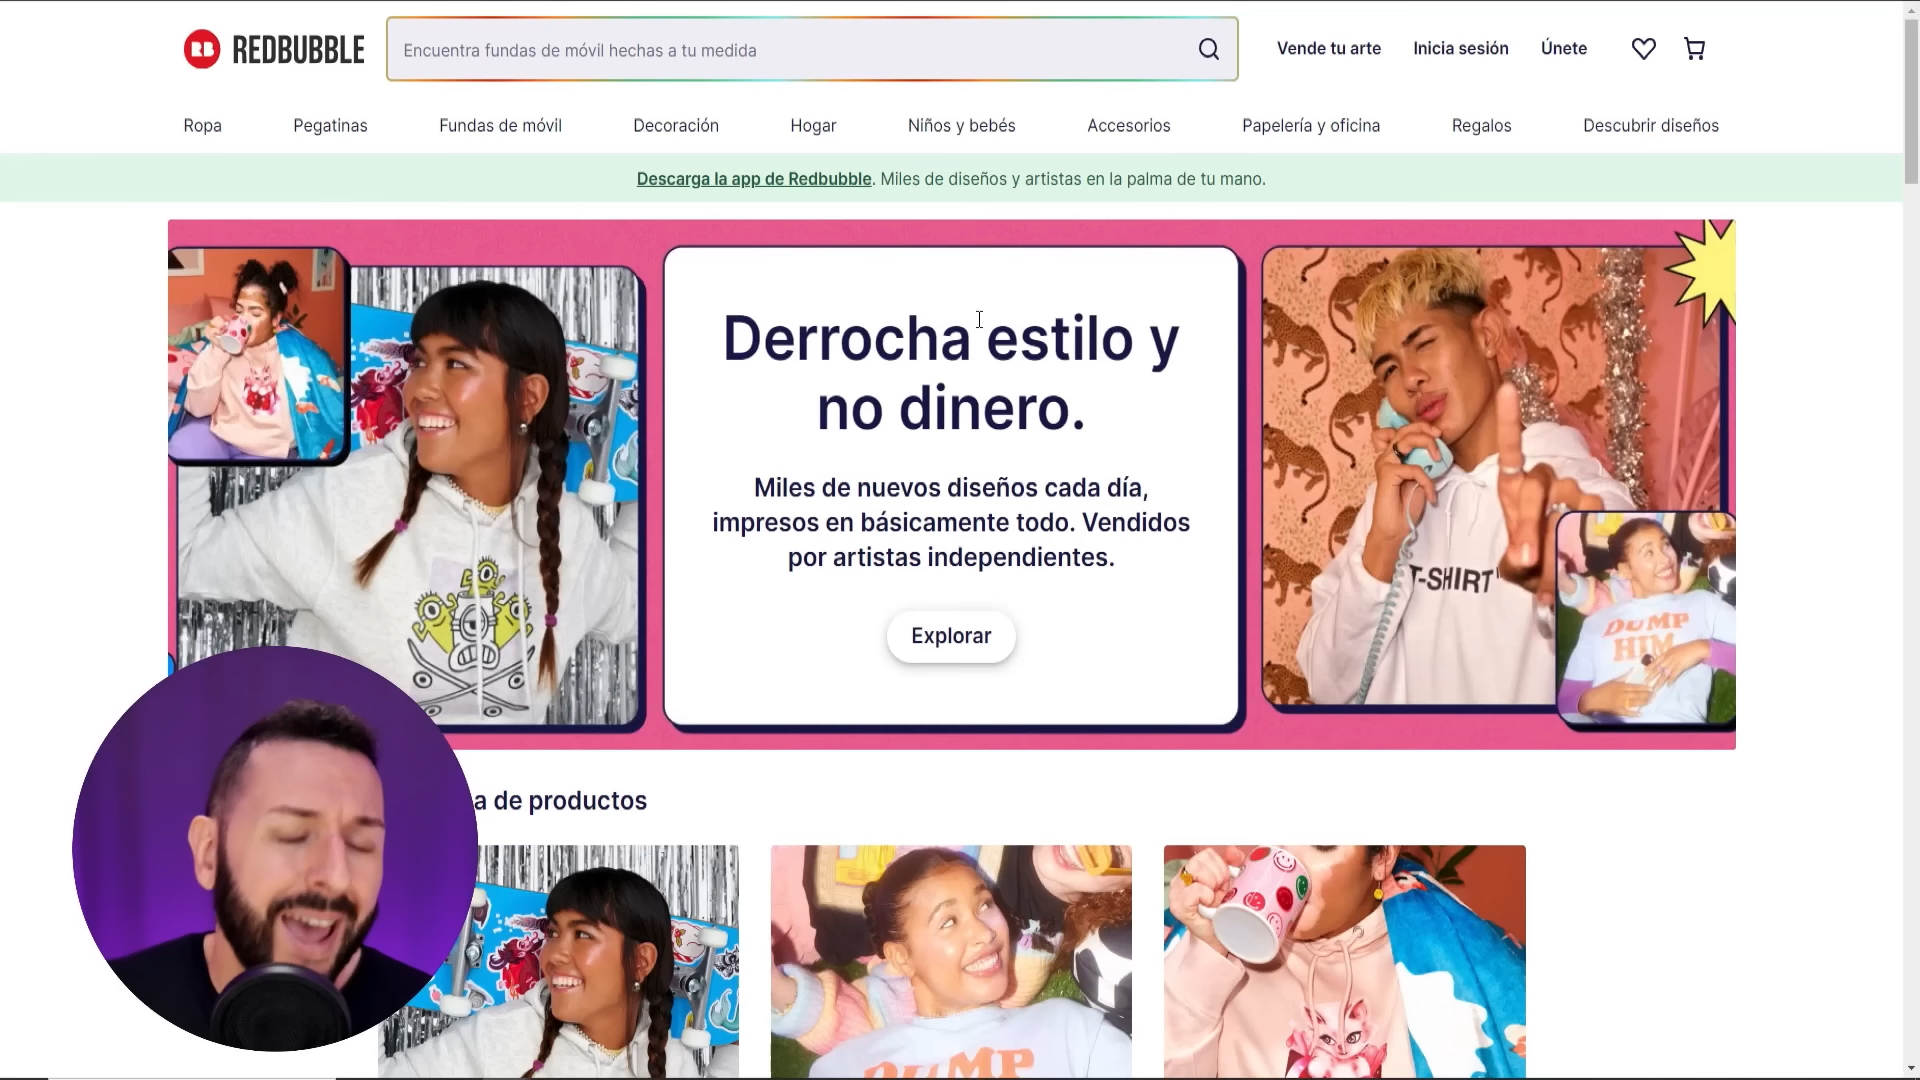 RB REDBUBBLE
Encuentra fundas de móvil hechas a tu medida
Vende tu arte
Inicia sesión
Únete
Ropa
Pegatinas
Fundas de móvil
Decoración
Hogar
Niños y bebés
Accesorios
Papelería y oficina
Regalos
Descubrir diseños
Descarga la app de Redbubble. Miles de diseños y artistas en la palma de tu mano.
Derrocha estilo y
no dinero.
Miles de nuevos diseños cada día,
impresos en básicamente todo. Vendidos
por artistas independientes.
Explorar
T-SHIRT"
DUMP
HIM
a de productos
DUMP